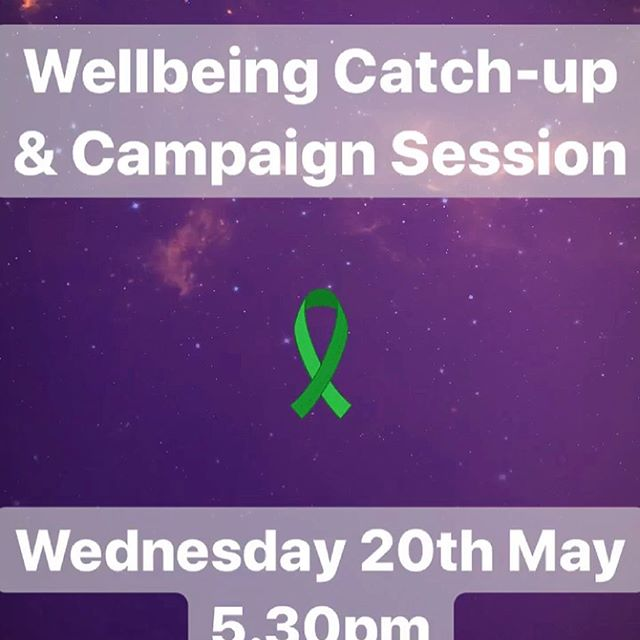 Wellbeing Catch-up
& Campaign Session
Wednesday 20th May
5.30pm